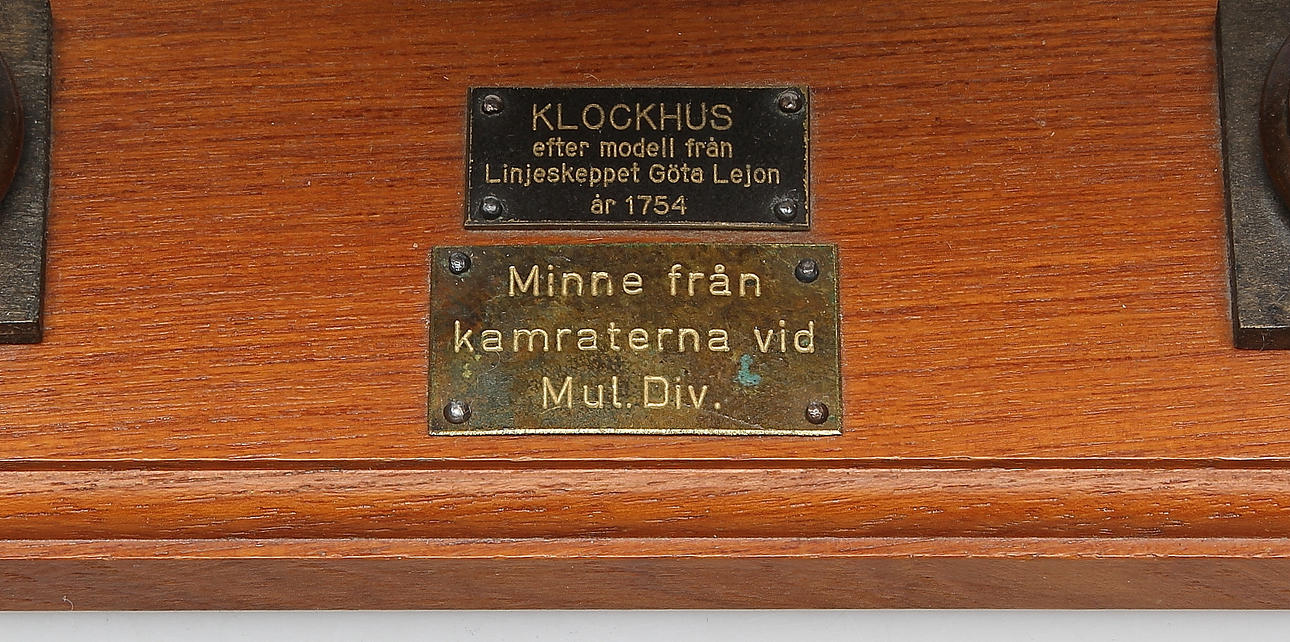 KLOCKHUS
efter modell från
Linjeskeppet Göta Lejon
år 1754
Minne från
kamraterna vid
Mul.Div.